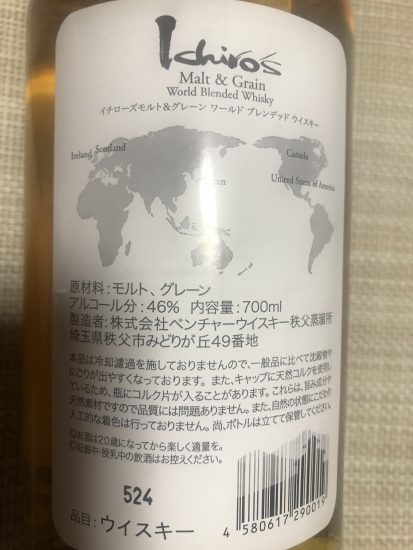 Ichiro's
Malt & Grain
World Blended Whisky
イチローズモルト&グレーン ワールド ブレンデッド ウイスキー
Ireland Scotland
Canada
United States of America
原材料:モルト、グレーン
アルコール分:46% 内容量:700ml
製造者:株式会社ベンチャーウイスキー秩父蒸溜所
埼玉県秩父市みどりが丘49番地
本品は冷却濾過を施しておりませんので、一般品に比べて沈殿物や
にごりが出やすくなっております。また、キャップに天然コルクを使用し
ているため、瓶にコルク片が入ることがあります。これらは、旨み成分や
天然素材ですので品質には問題ありません。また、自然の状態にこだわり
人工的な着色は行っておりません。尚、ボトルは立てて保管してください。
◎お酒は20歳になってから楽しく適量を。
◎妊娠中・授乳中の飲酒はお控えください。
524
品目:ウイスキー
4 580617 290019